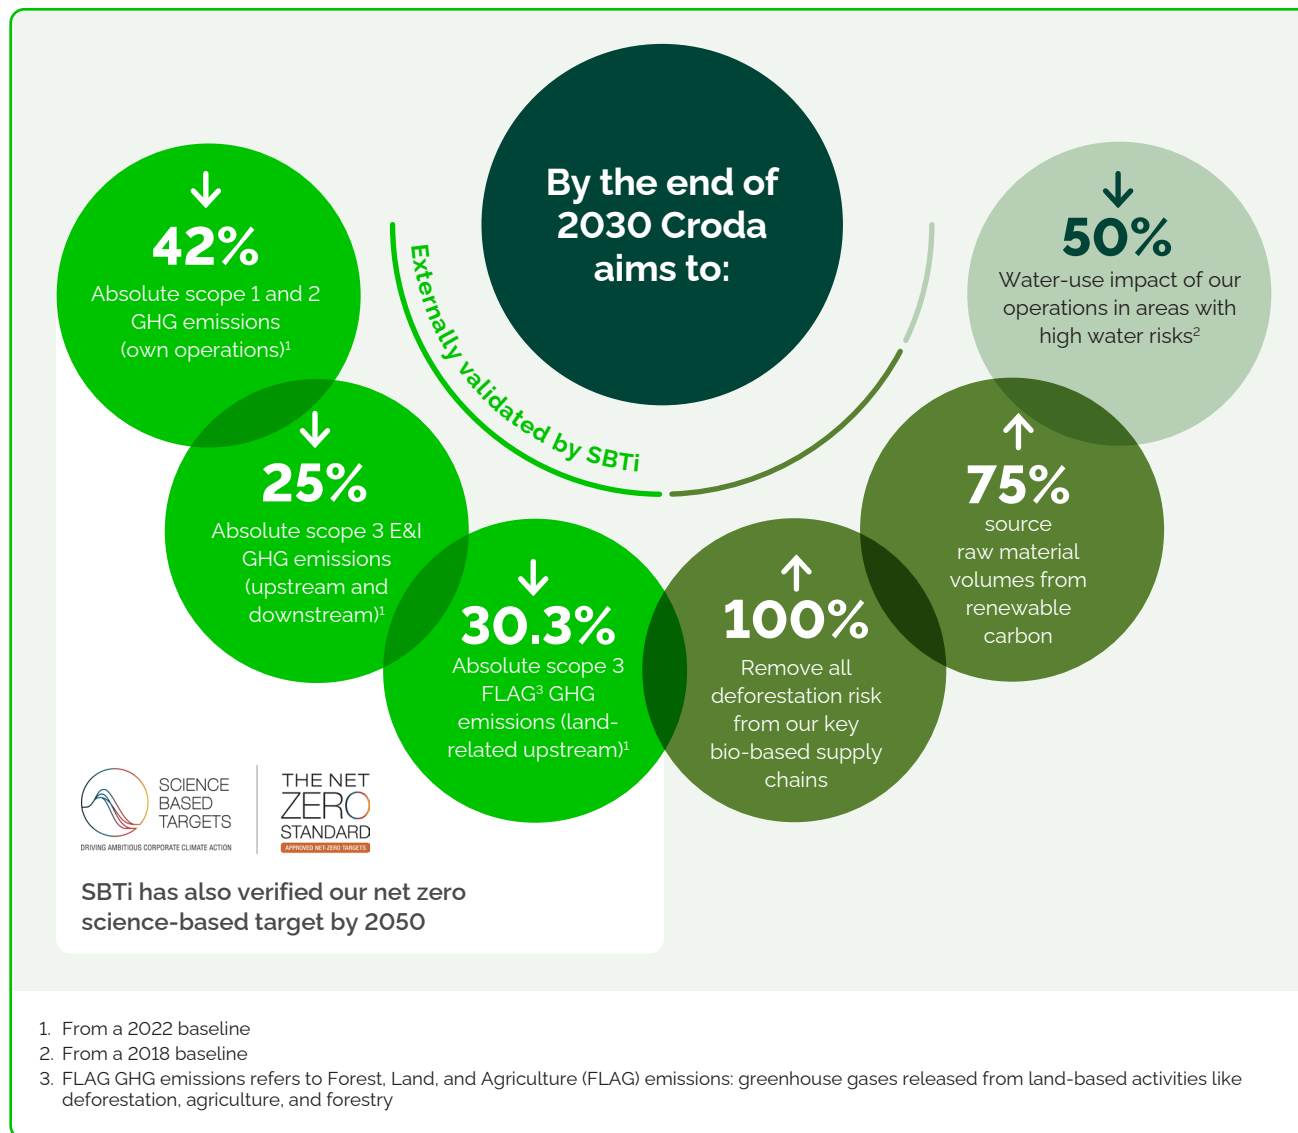 By the end of
2030 Croda
aims to:
Externally validated by SBTi
42%
Absolute scope 1 and 2
GHG emissions
(own operations)¹
25%
Absolute scope 3 E&I
GHG emissions
(upstream and
downstream)¹
30.3%
Absolute scope 3
FLAG³ GHG
emissions (land-
related upstream)¹
100%
Remove all
deforestation risk
from our key
bio-based supply
chains
75%
source
raw material
volumes from
renewable
carbon
50%
Water-use impact of our
operations in areas with
high water risks²
SCIENCE
BASED
TARGETS
DRIVING AMBITIOUS CORPORATE CLIMATE ACTION
THE NET
ZERO
STANDARD
APPROVED NET-ZERO TARGETS
SBTi has also verified our net zero
science-based target by 2050
1. From a 2022 baseline
2. From a 2018 baseline
3. FLAG GHG emissions refers to Forest, Land, and Agriculture (FLAG) emissions: greenhouse gases released from land-based activities like
deforestation, agriculture, and forestry